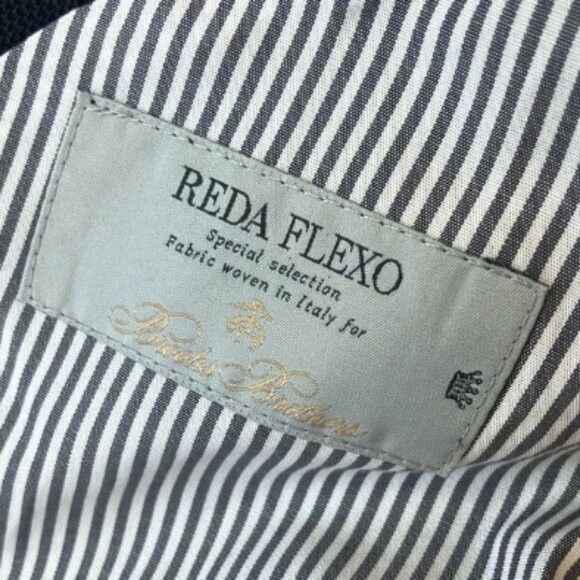 REDA FLEXO
Special selection
Fabric woven in Italy for
Brooks Brothers